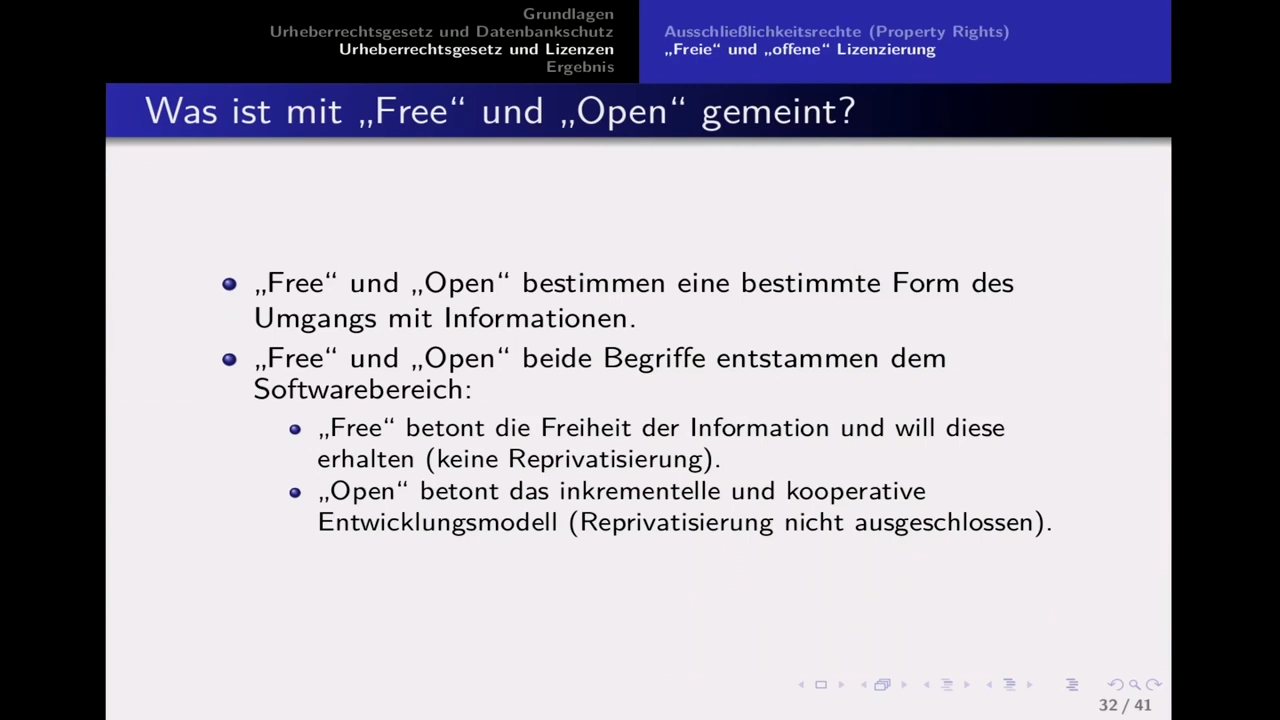 Grundlagen
Urheberrechtsgesetz und Datenbankschutz
Urheberrechtsgesetz und Lizenzen
Ergebnis
Ausschließlichkeitsrechte (Property Rights)
„Freie“ und „offene“ Lizenzierung
Was ist mit „Free“ und „Open“ gemeint?
„Free“ und „Open“ bestimmen eine bestimmte Form des
Umgangs mit Informationen.
„Free“ und „Open“ beide Begriffe entstammen dem
Softwarebereich:
„Free“ betont die Freiheit der Information und will diese
erhalten (keine Reprivatisierung).
„Open“ betont das inkrementelle und kooperative
Entwicklungsmodell (Reprivatisierung nicht ausgeschlossen).
32 / 41